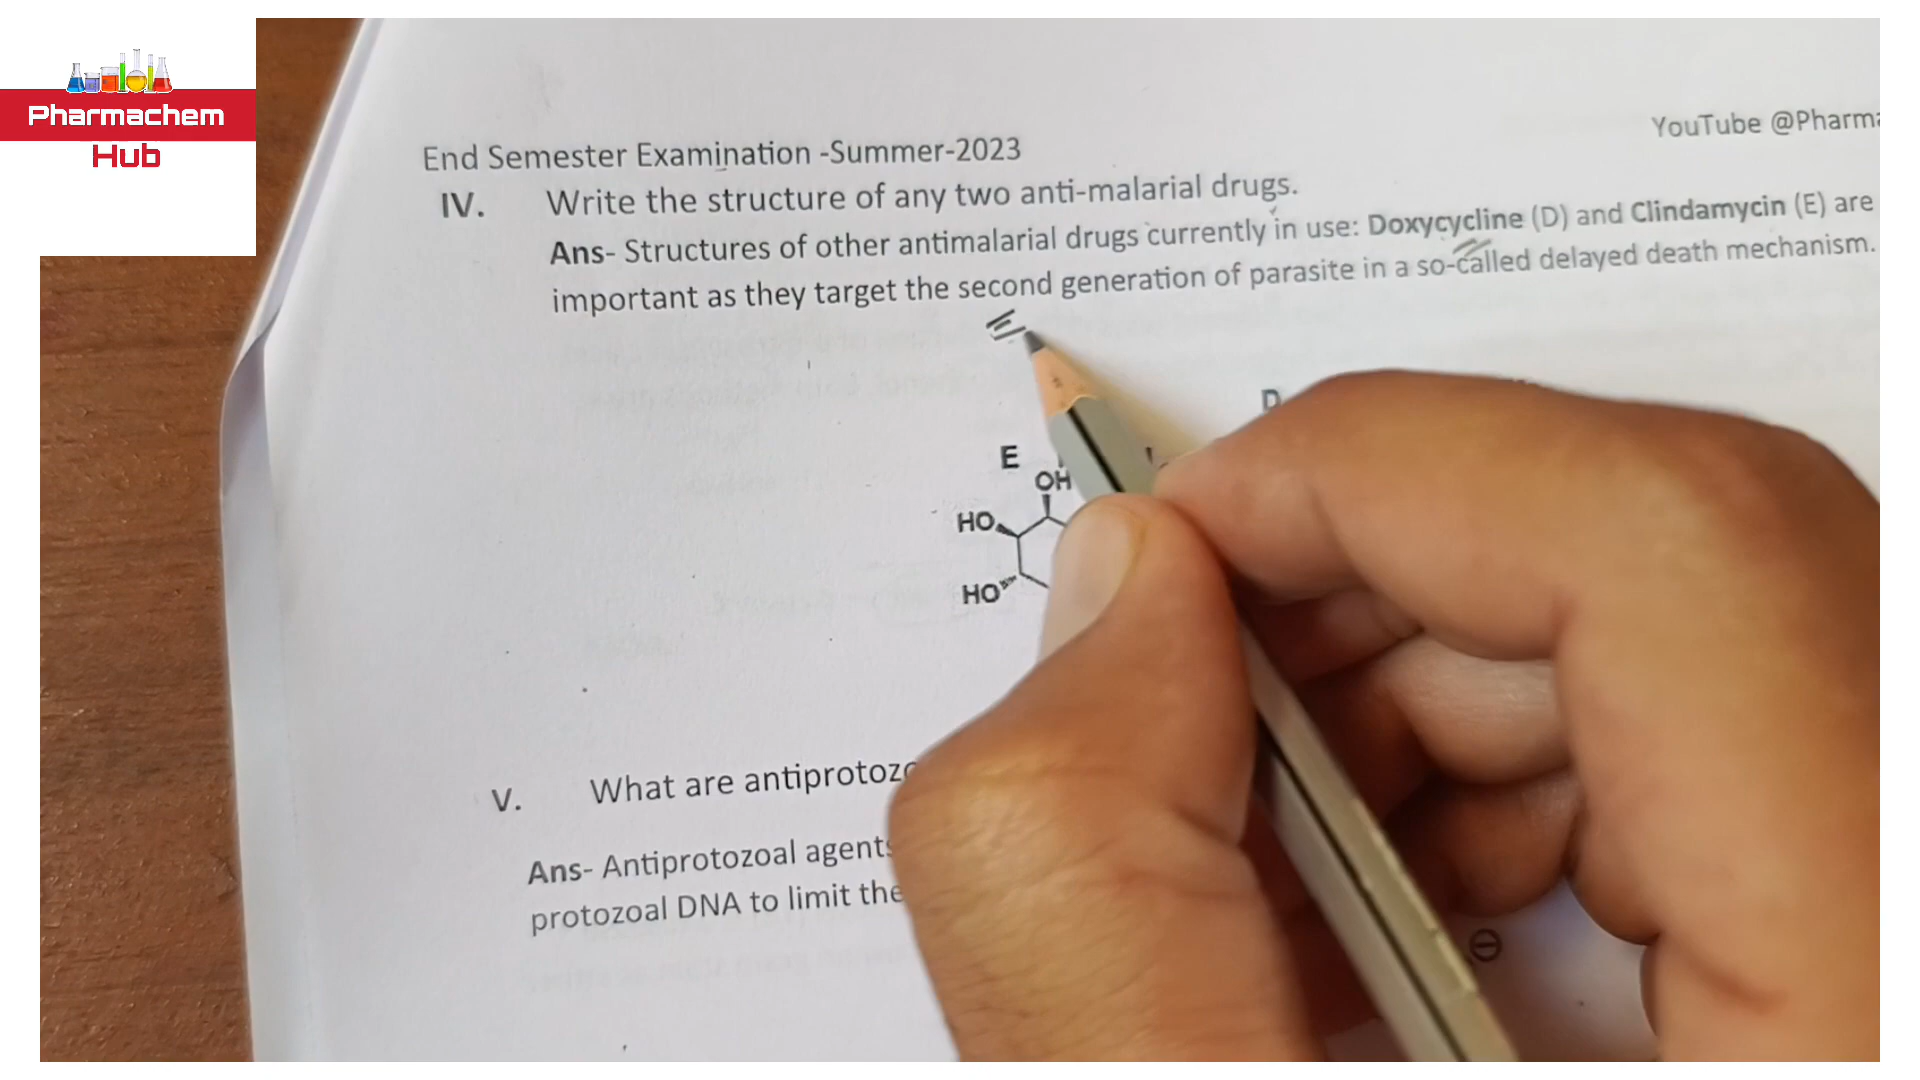 Pharmachem
Hub
YouTube @Pharma
End Semester Examination -Summer-2023
IV. Write the structure of any two anti-malarial drugs.
Ans- Structures of other antimalarial drugs currently in use: Doxycycline (D) and Clindamycin (E) are
important as they target the second generation of parasite in a so-called delayed death mechanism.
E
D
E
OH
HO
HO
V. What are antiprotozo
Ans- Antiprotozoal agents
protozoal DNA to limit the